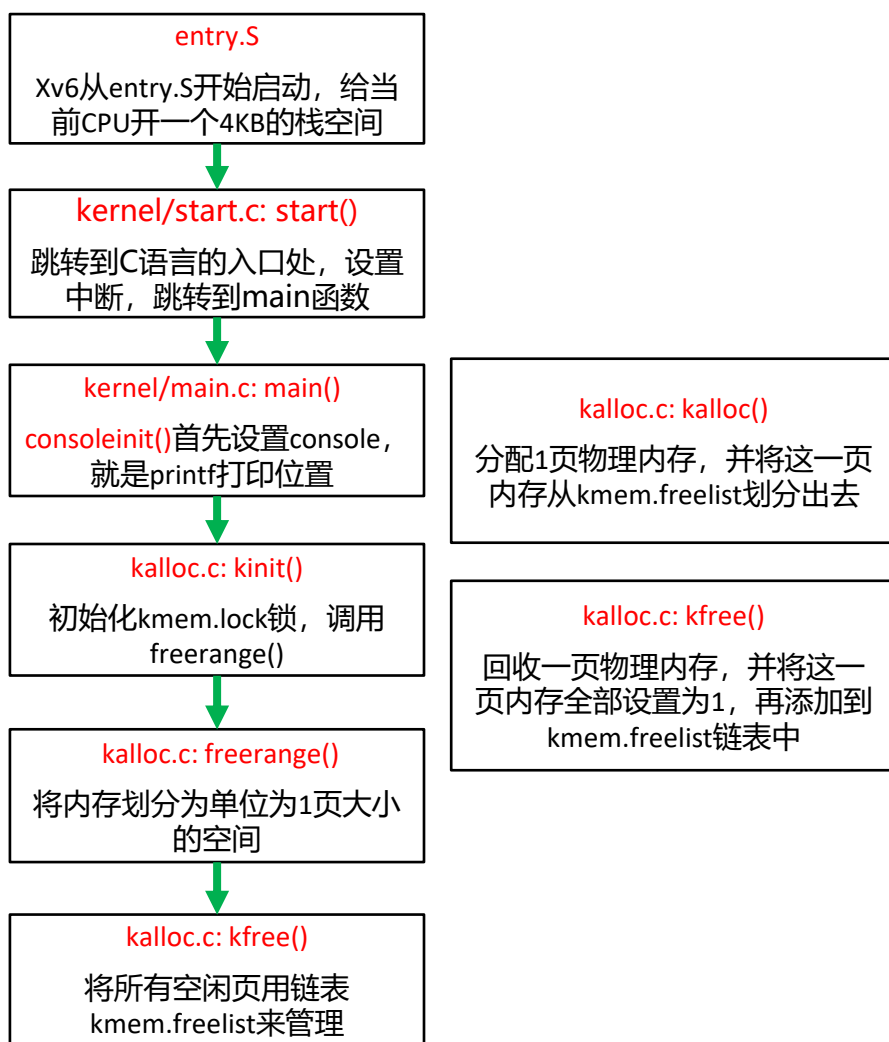 entry.S
Xv6从entry.S开始启动，给当
前CPU开一个4KB的栈空间
kernel/start.c: start()
跳转到C语言的入口处，设置
中断，跳转到main函数
kernel/main.c: main()
consoleinit()首先设置console，
就是printf打印位置
kalloc.c: kinit()
初始化kmem.lock锁，调用
freerange()
kalloc.c: freerange()
将内存划分为单位为1页大小
的空间
kalloc.c: kfree()
将所有空闲页用链表
kmem.freelist来管理
kalloc.c: kalloc()
分配1页物理内存，并将这一页
内存从kmem.freelist划分出去
kalloc.c: kfree()
回收一页物理内存，并将这一
页内存全部设置为1，再添加到
kmem.freelist链表中